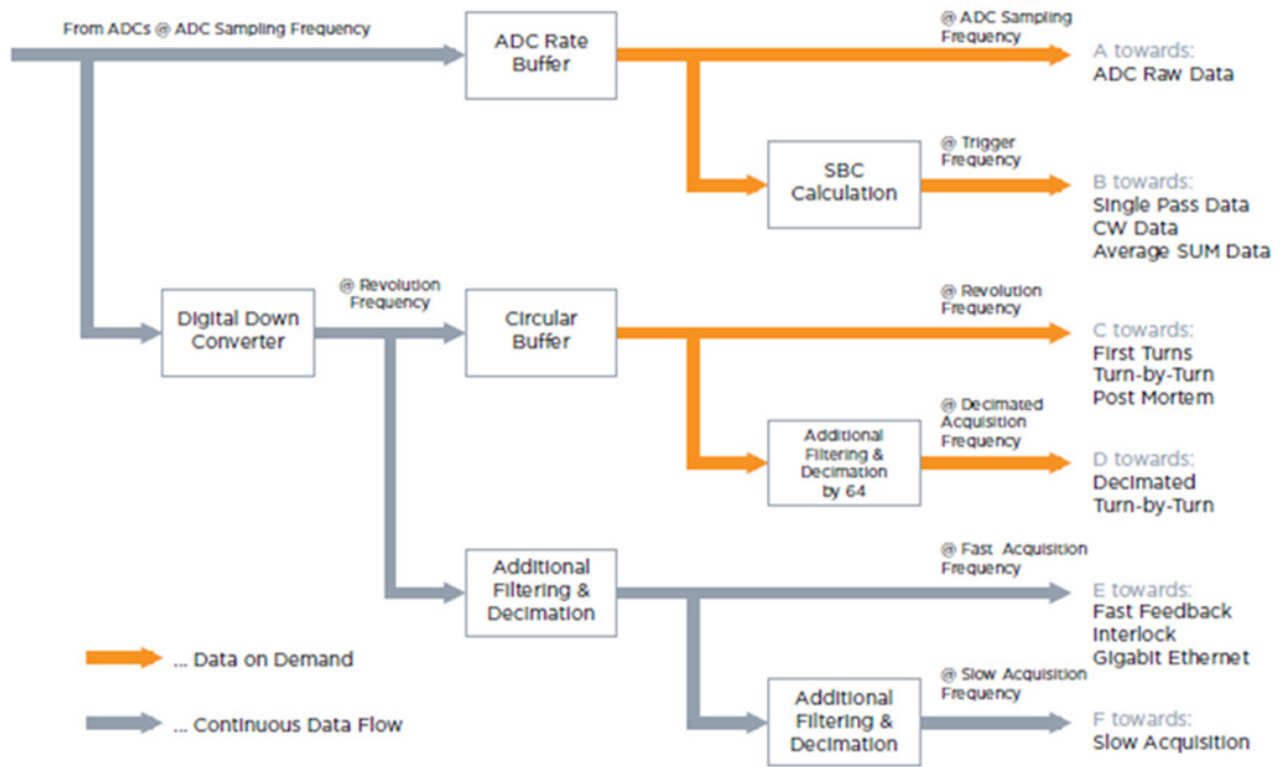 From ADCs @ ADC Sampling Frequency
ADC Rate
Buffer
@ ADC Sampling
Frequency
A towards:
ADC Raw Data
SBC
Calculation
@ Trigger
Frequency
B towards:
Single Pass Data
CW Data
Average SUM Data
Digital Down
Converter
@ Revolution
Frequency
Circular
Buffer
@ Revolution
Frequency
C towards:
First Turns
Turn-by-Turn
Post Mortem
Additional
Filtering &
Decimation
by 64
@ Decimated
Acquisition
Frequency
D towards:
Decimated
Turn-by-Turn
Additional
Filtering &
Decimation
@ Fast Acquisition
Frequency
E towards:
Fast Feedback
Interlock
Gigabit Ethernet
Additional
Filtering &
Decimation
@ Slow Acquisition
Frequency
F towards:
Slow Acquisition
... Data on Demand
... Continuous Data Flow